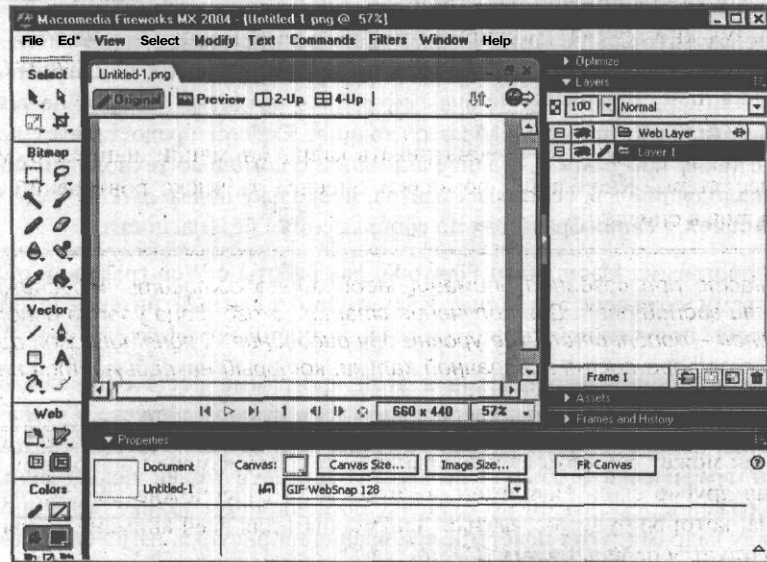 Macromedia Fireworks MX 2004 - [Untitled-1.png @ 57%]
File Ed* View Select Modify Text Commands Filters Window Help
Select
Untitled-1.png
Original Preview 2-Up 4-Up
Bitmap
Vector
Web
Colors
1 660 x 440 57%
Optimize
Layers
100 Normal
Web Layer
Layer 1
Frame 1
Assets
Frames and History
Properties
Document Canvas: Canvas Size... Image Size... Fit Canvas
Untitled-1 GIF WebSnap 128